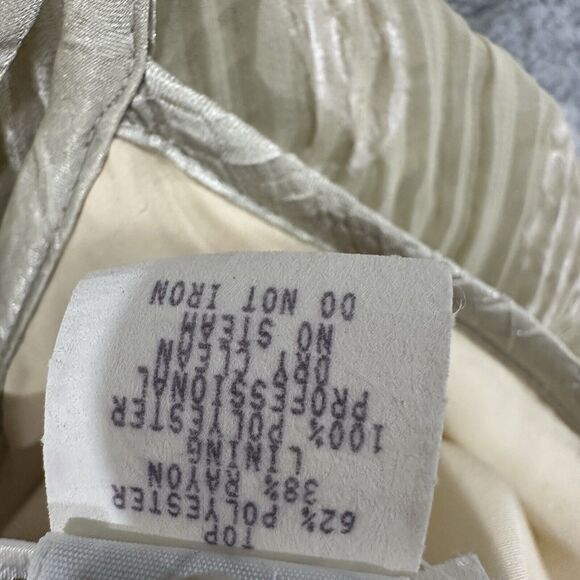 TOP
62% POLYESTER
38% RAYON
LINING
100% POLYESTER
PROFESSIONAL
DRY CLEAN
NO STEAM
DO NOT IRON